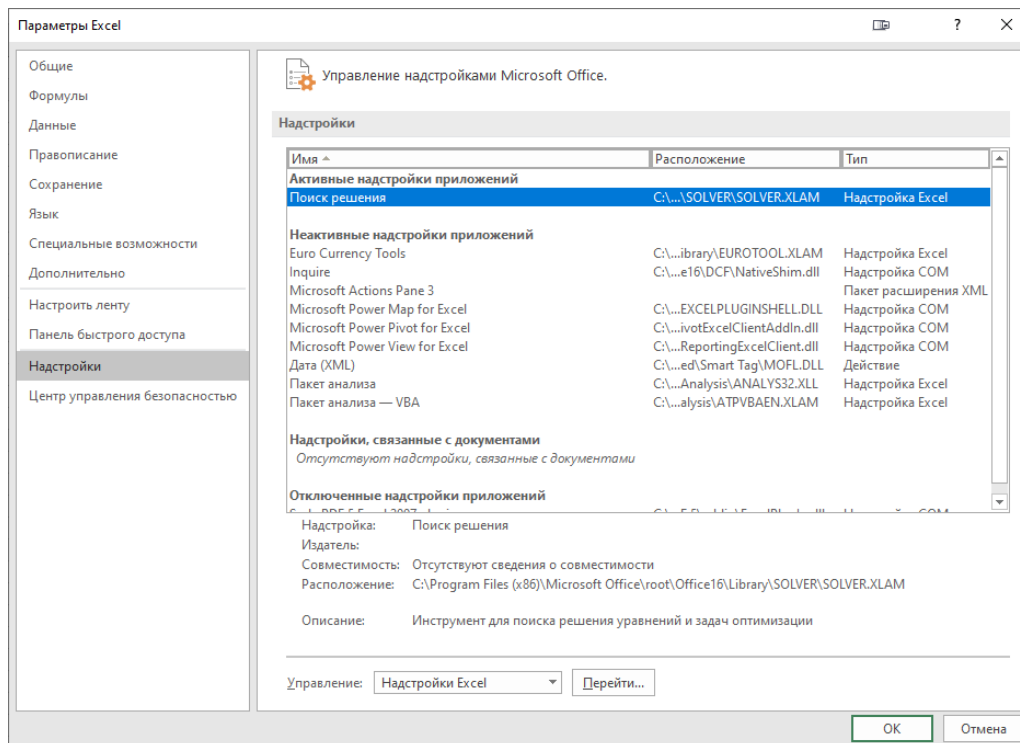 Параметры Excel
?
Общие
Формулы
Данные
Правописание
Сохранение
Язык
Специальные возможности
Дополнительно
Настроить ленту
Панель быстрого доступа
Надстройки
Центр управления безопасностью
Управление надстройками Microsoft Office.
Надстройки
Имя Расположение Тип
Активные надстройки приложений
Поиск решения C:\...\SOLVER\SOLVER.XLAM Надстройка Excel
Неактивные надстройки приложений
Euro Currency Tools C:\...ibrary\EUROTOOL.XLAM Надстройка Excel
Inquire C:\...e16\DCF\NativeShim.dll Надстройка COM
Microsoft Actions Pane 3 Пакет расширения XML
Microsoft Power Map for Excel C:\...EXCELPLUGINSHELL.DLL Надстройка COM
Microsoft Power Pivot for Excel C:\...ivotExcelClientAddIn.dll Надстройка COM
Microsoft Power View for Excel C:\...ReportingExcelClient.dll Надстройка COM
Дата (XML) C:\...ed\Smart Tag\MOFL.DLL Действие
Пакет анализа C:\...Analysis\ANALYS32.XLL Надстройка Excel
Пакет анализа — VBA C:\...alysis\ATPVBAEN.XLAM Надстройка Excel
Надстройки, связанные с документами
Отсутствуют надстройки, связанные с документами
Отключенные надстройки приложений
Надстройка: Поиск решения
Издатель:
Совместимость: Отсутствуют сведения о совместимости
Расположение: C:\Program Files (x86)\Microsoft Office\root\Office16\Library\SOLVER\SOLVER.XLAM
Описание: Инструмент для поиска решения уравнений и задач оптимизации
Управление: Надстройки Excel Перейти...
ОК Отмена